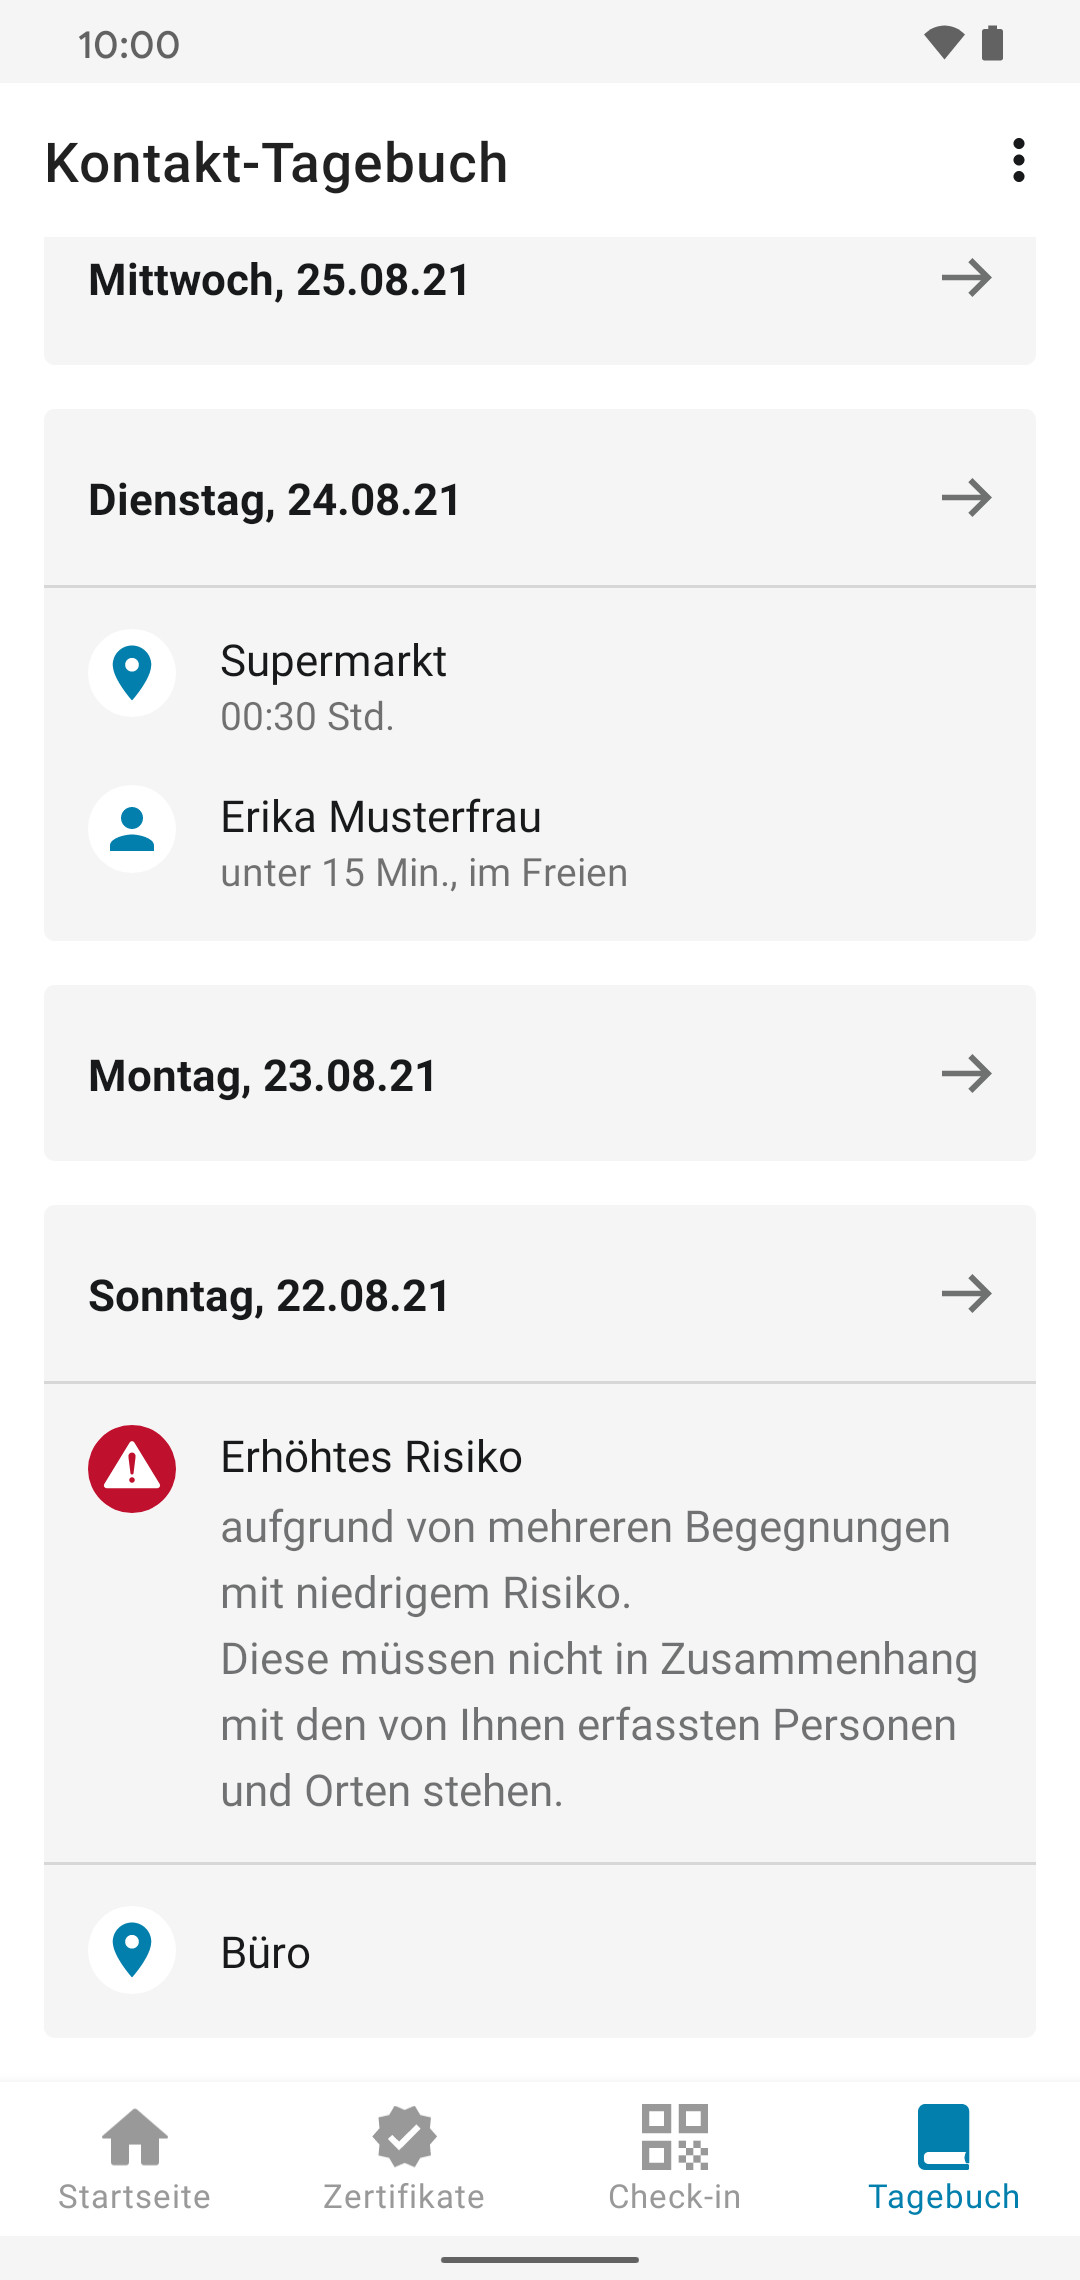 10:00
Kontakt-Tagebuch
Mittwoch, 25.08.21
Dienstag, 24.08.21
Supermarkt
00:30 Std.
Erika Musterfrau
unter 15 Min., im Freien
Montag, 23.08.21
Sonntag, 22.08.21
Erhöhtes Risiko
aufgrund von mehreren Begegnungen
mit niedrigem Risiko.
Diese müssen nicht in Zusammenhang
mit den von Ihnen erfassten Personen
und Orten stehen.
Büro
Startseite
Zertifikate
Check-in
Tagebuch